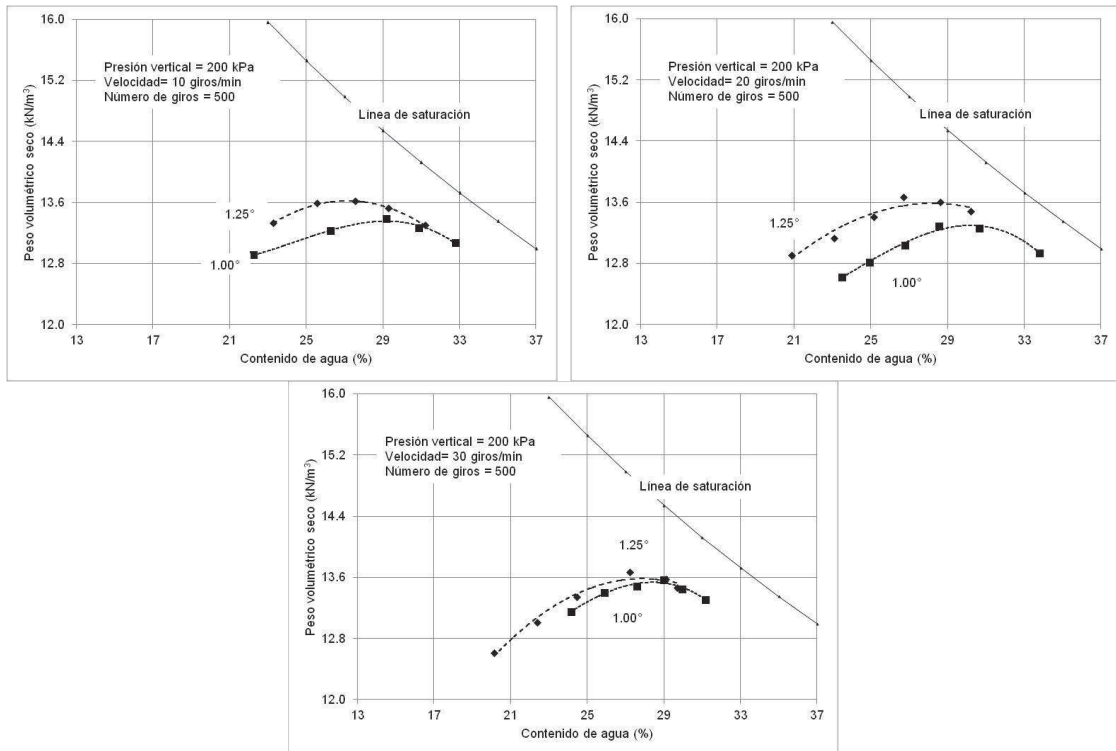 16.0
15.2
14.4
13.6
12.8
12.0
Peso volumétrico seco (kN/m³)
Presión vertical = 200 kPa
Velocidad= 10 giros/min
Número de giros = 500
Línea de saturación
1.25°
1.00°
13 17 21 25 29 33 37
Contenido de agua (%)
16.0
15.2
14.4
13.6
12.8
12.0
Peso volumétrico seco (kN/m³)
Presión vertical = 200 kPa
Velocidad= 20 giros/min
Número de giros = 500
Línea de saturación
1.25°
1.00°
13 17 21 25 29 33 37
Contenido de agua (%)
16.0
15.2
14.4
13.6
12.8
12.0
Peso volumétrico seco (kN/m³)
Presión vertical = 200 kPa
Velocidad= 30 giros/min
Número de giros = 500
Línea de saturación
1.25°
1.00°
13 17 21 25 29 33 37
Contenido de agua (%)